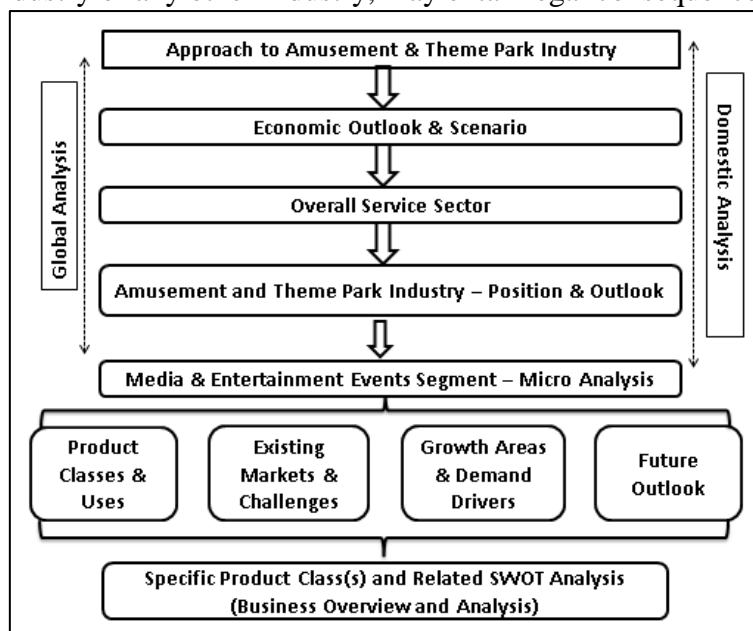 Approach to Amusement & Theme Park Industry
Global Analysis
Domestic Analysis
Economic Outlook & Scenario
Overall Service Sector
Amusement and Theme Park Industry – Position & Outlook
Media & Entertainment Events Segment – Micro Analysis
Product
Classes &
Uses
Existing
Markets &
Challenges
Growth Areas
& Demand
Drivers
Future
Outlook
Specific Product Class(s) and Related SWOT Analysis
(Business Overview and Analysis)